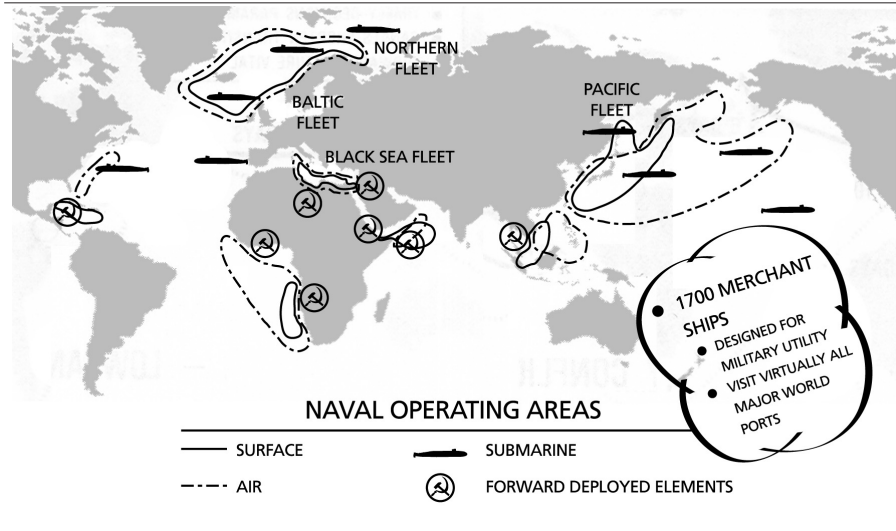 NORTHERN
FLEET
BALTIC
FLEET
PACIFIC
FLEET
BLACK SEA FLEET
1700 MERCHANT
SHIPS
DESIGNED FOR
MILITARY UTILITY
VISIT VIRTUALLY ALL
MAJOR WORLD
PORTS
NAVAL OPERATING AREAS
SURFACE
SUBMARINE
AIR
FORWARD DEPLOYED ELEMENTS